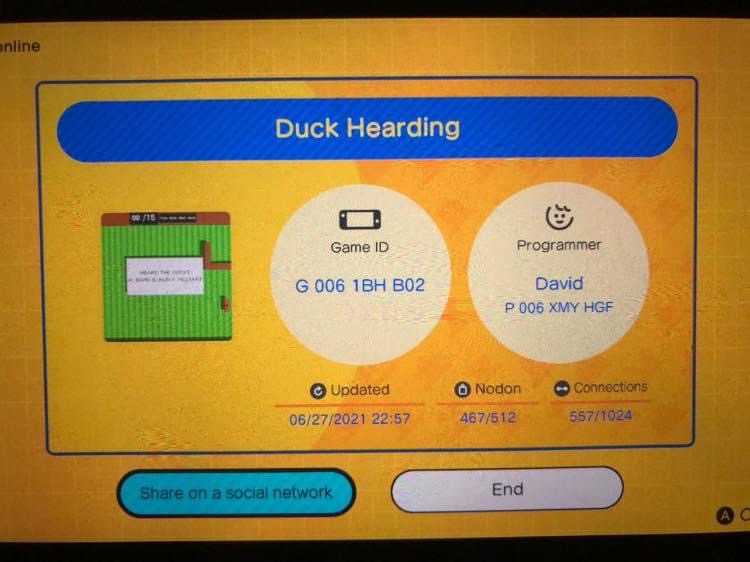 online
Duck Hearding
00 /15
HEARD THE DUCKS
Game ID
G 006 1BH B02
Programmer
David
P 006 XMY HGF
Updated
06/27/2021 22:57
Nodon
467/512
Connections
557/1024
Share on a social network
End
A